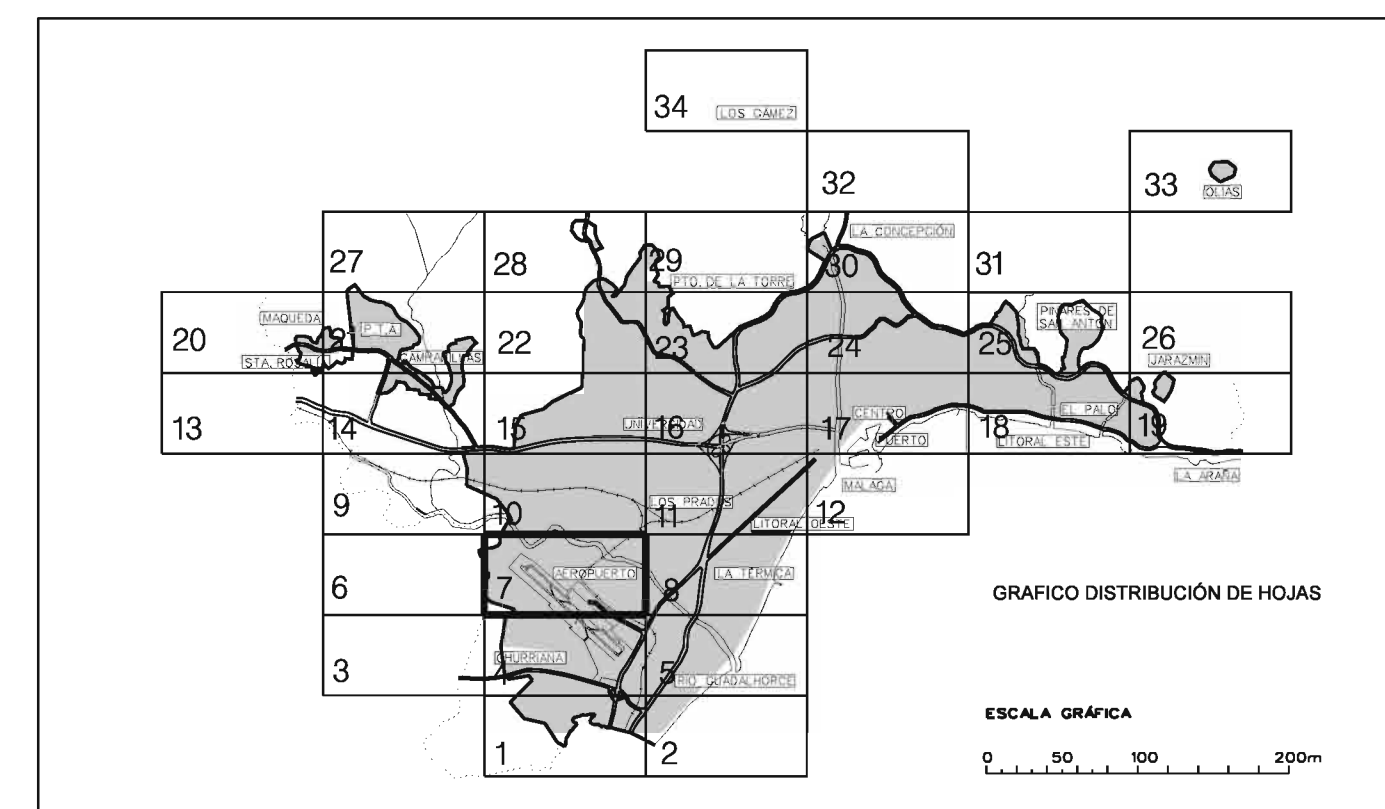 34 LOS GÁMEZ
32
33 OLIAS
LA CONCEPCIÓN
27 28 29 30 31
PTO. DE LA TORRE
MAQUEDA P.T.A. PINARES DE
SAN ANTON
20 22 23 24 25 26
STA. ROSALIA CAMPANILLAS JARAZMIN
CENTRO EL PALO
13 14 15 UNIVERSIDAD 16 17 18 19
PUERTO LITORAL ESTE
MALAGA LA ARAÑA
LOS PRADOS
9 10 11 12
LITORAL OESTE
AEROPUERTO LA TÉRMICA
6 7 8
GRAFICO DISTRIBUCIÓN DE HOJAS
CHURRIANA
3 4 5 RIO GUADALHORCE
ESCALA GRÁFICA
1 2
0 50 100 200m